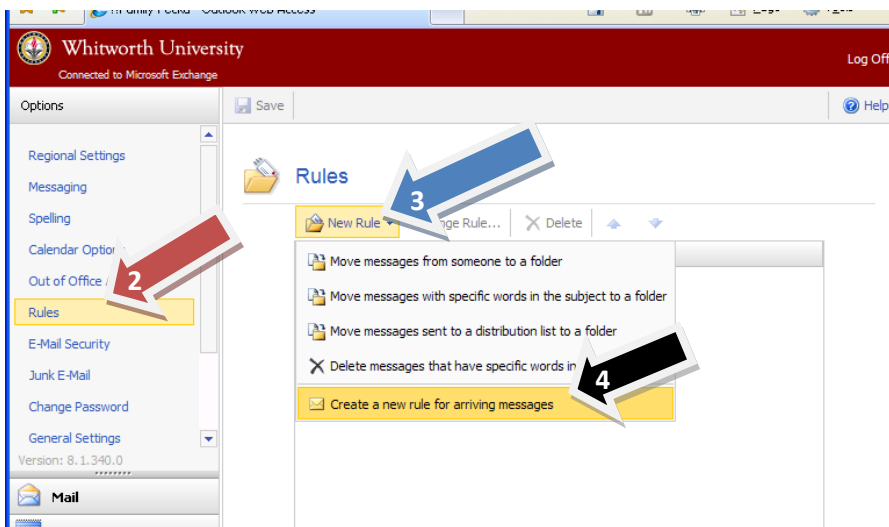 Whitworth University
Connected to Microsoft Exchange
Log Off
Options
Save
Help
Regional Settings
Messaging
Spelling
Calendar Option
Out of Office
Rules
E-Mail Security
Junk E-Mail
Change Password
General Settings
Version: 8.1.340.0
Mail
2
Rules
3
New Rule
nge Rule...
Delete
Move messages from someone to a folder
Move messages with specific words in the subject to a folder
Move messages sent to a distribution list to a folder
Delete messages that have specific words in
4
Create a new rule for arriving messages